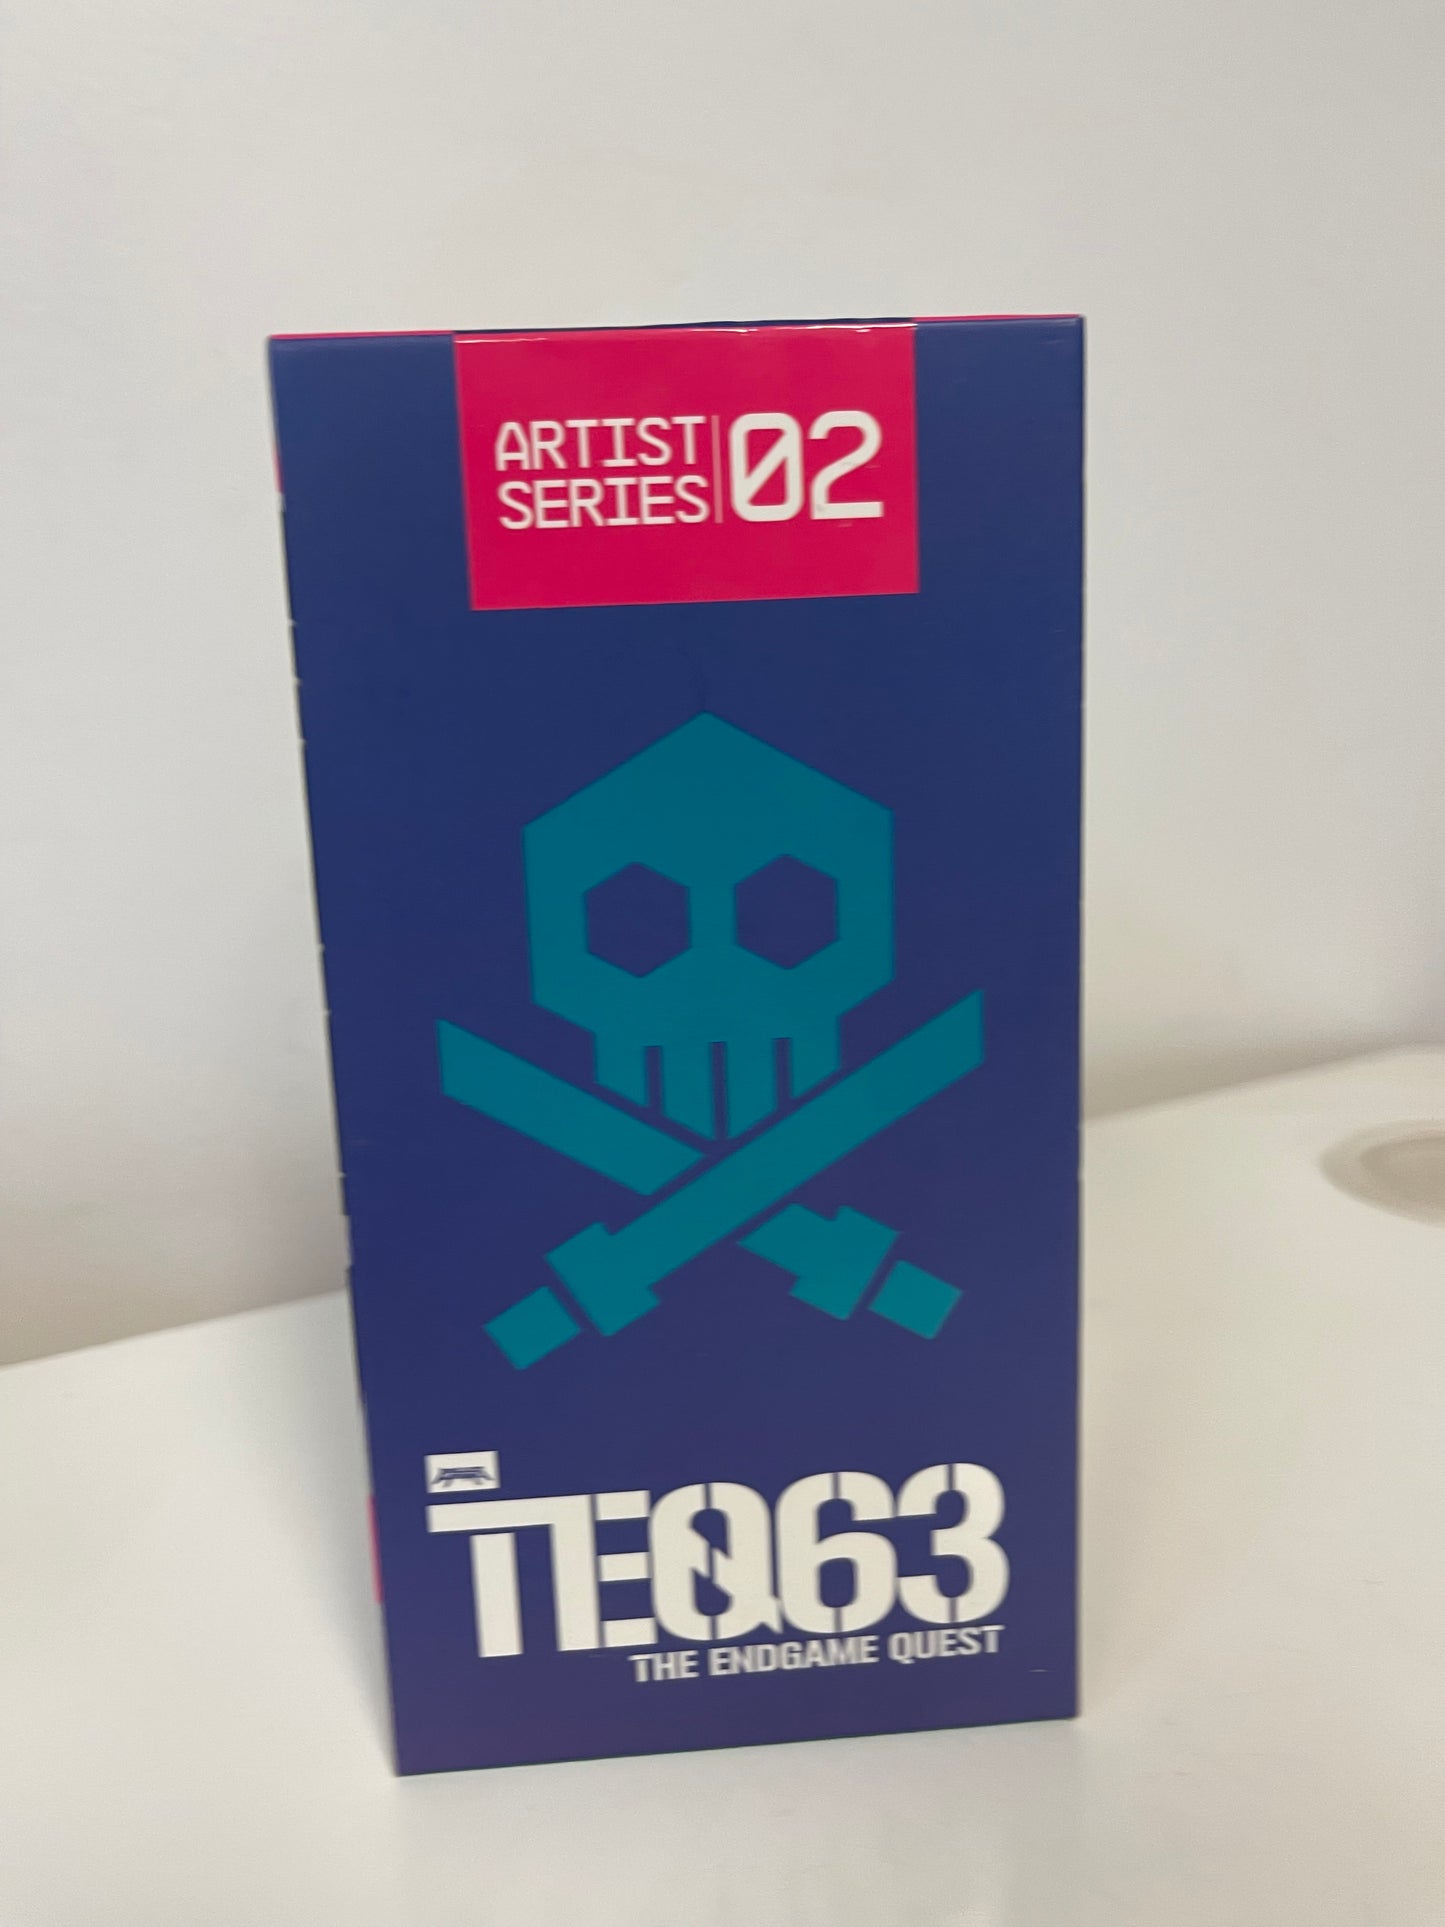 ARTIST
SERIES
02
TEQ63
THE ENDGAME QUEST